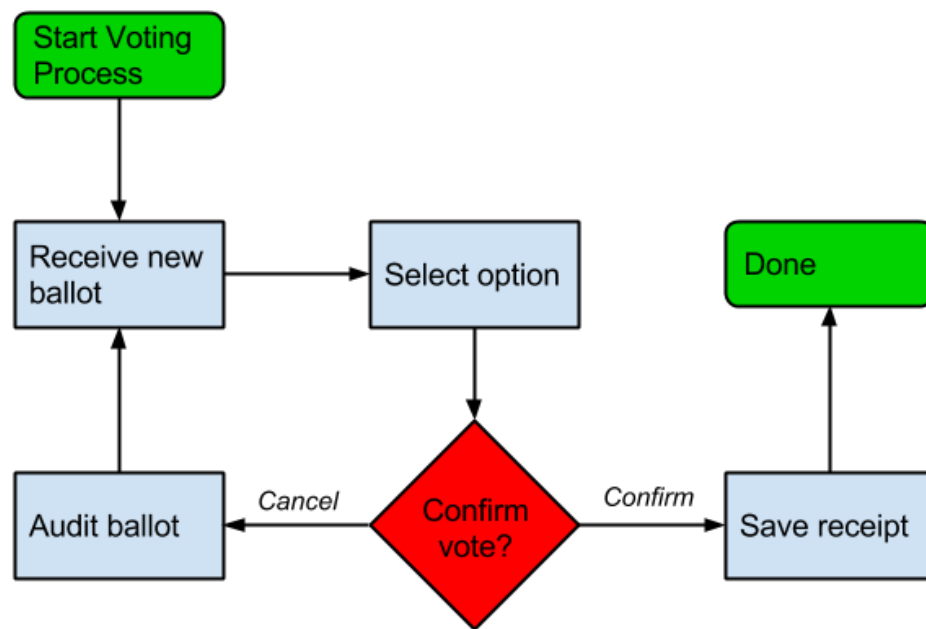 Start Voting
Process
Receive new
ballot
Select option
Done
Cancel
Confirm
Audit ballot
Confirm
vote?
Save receipt